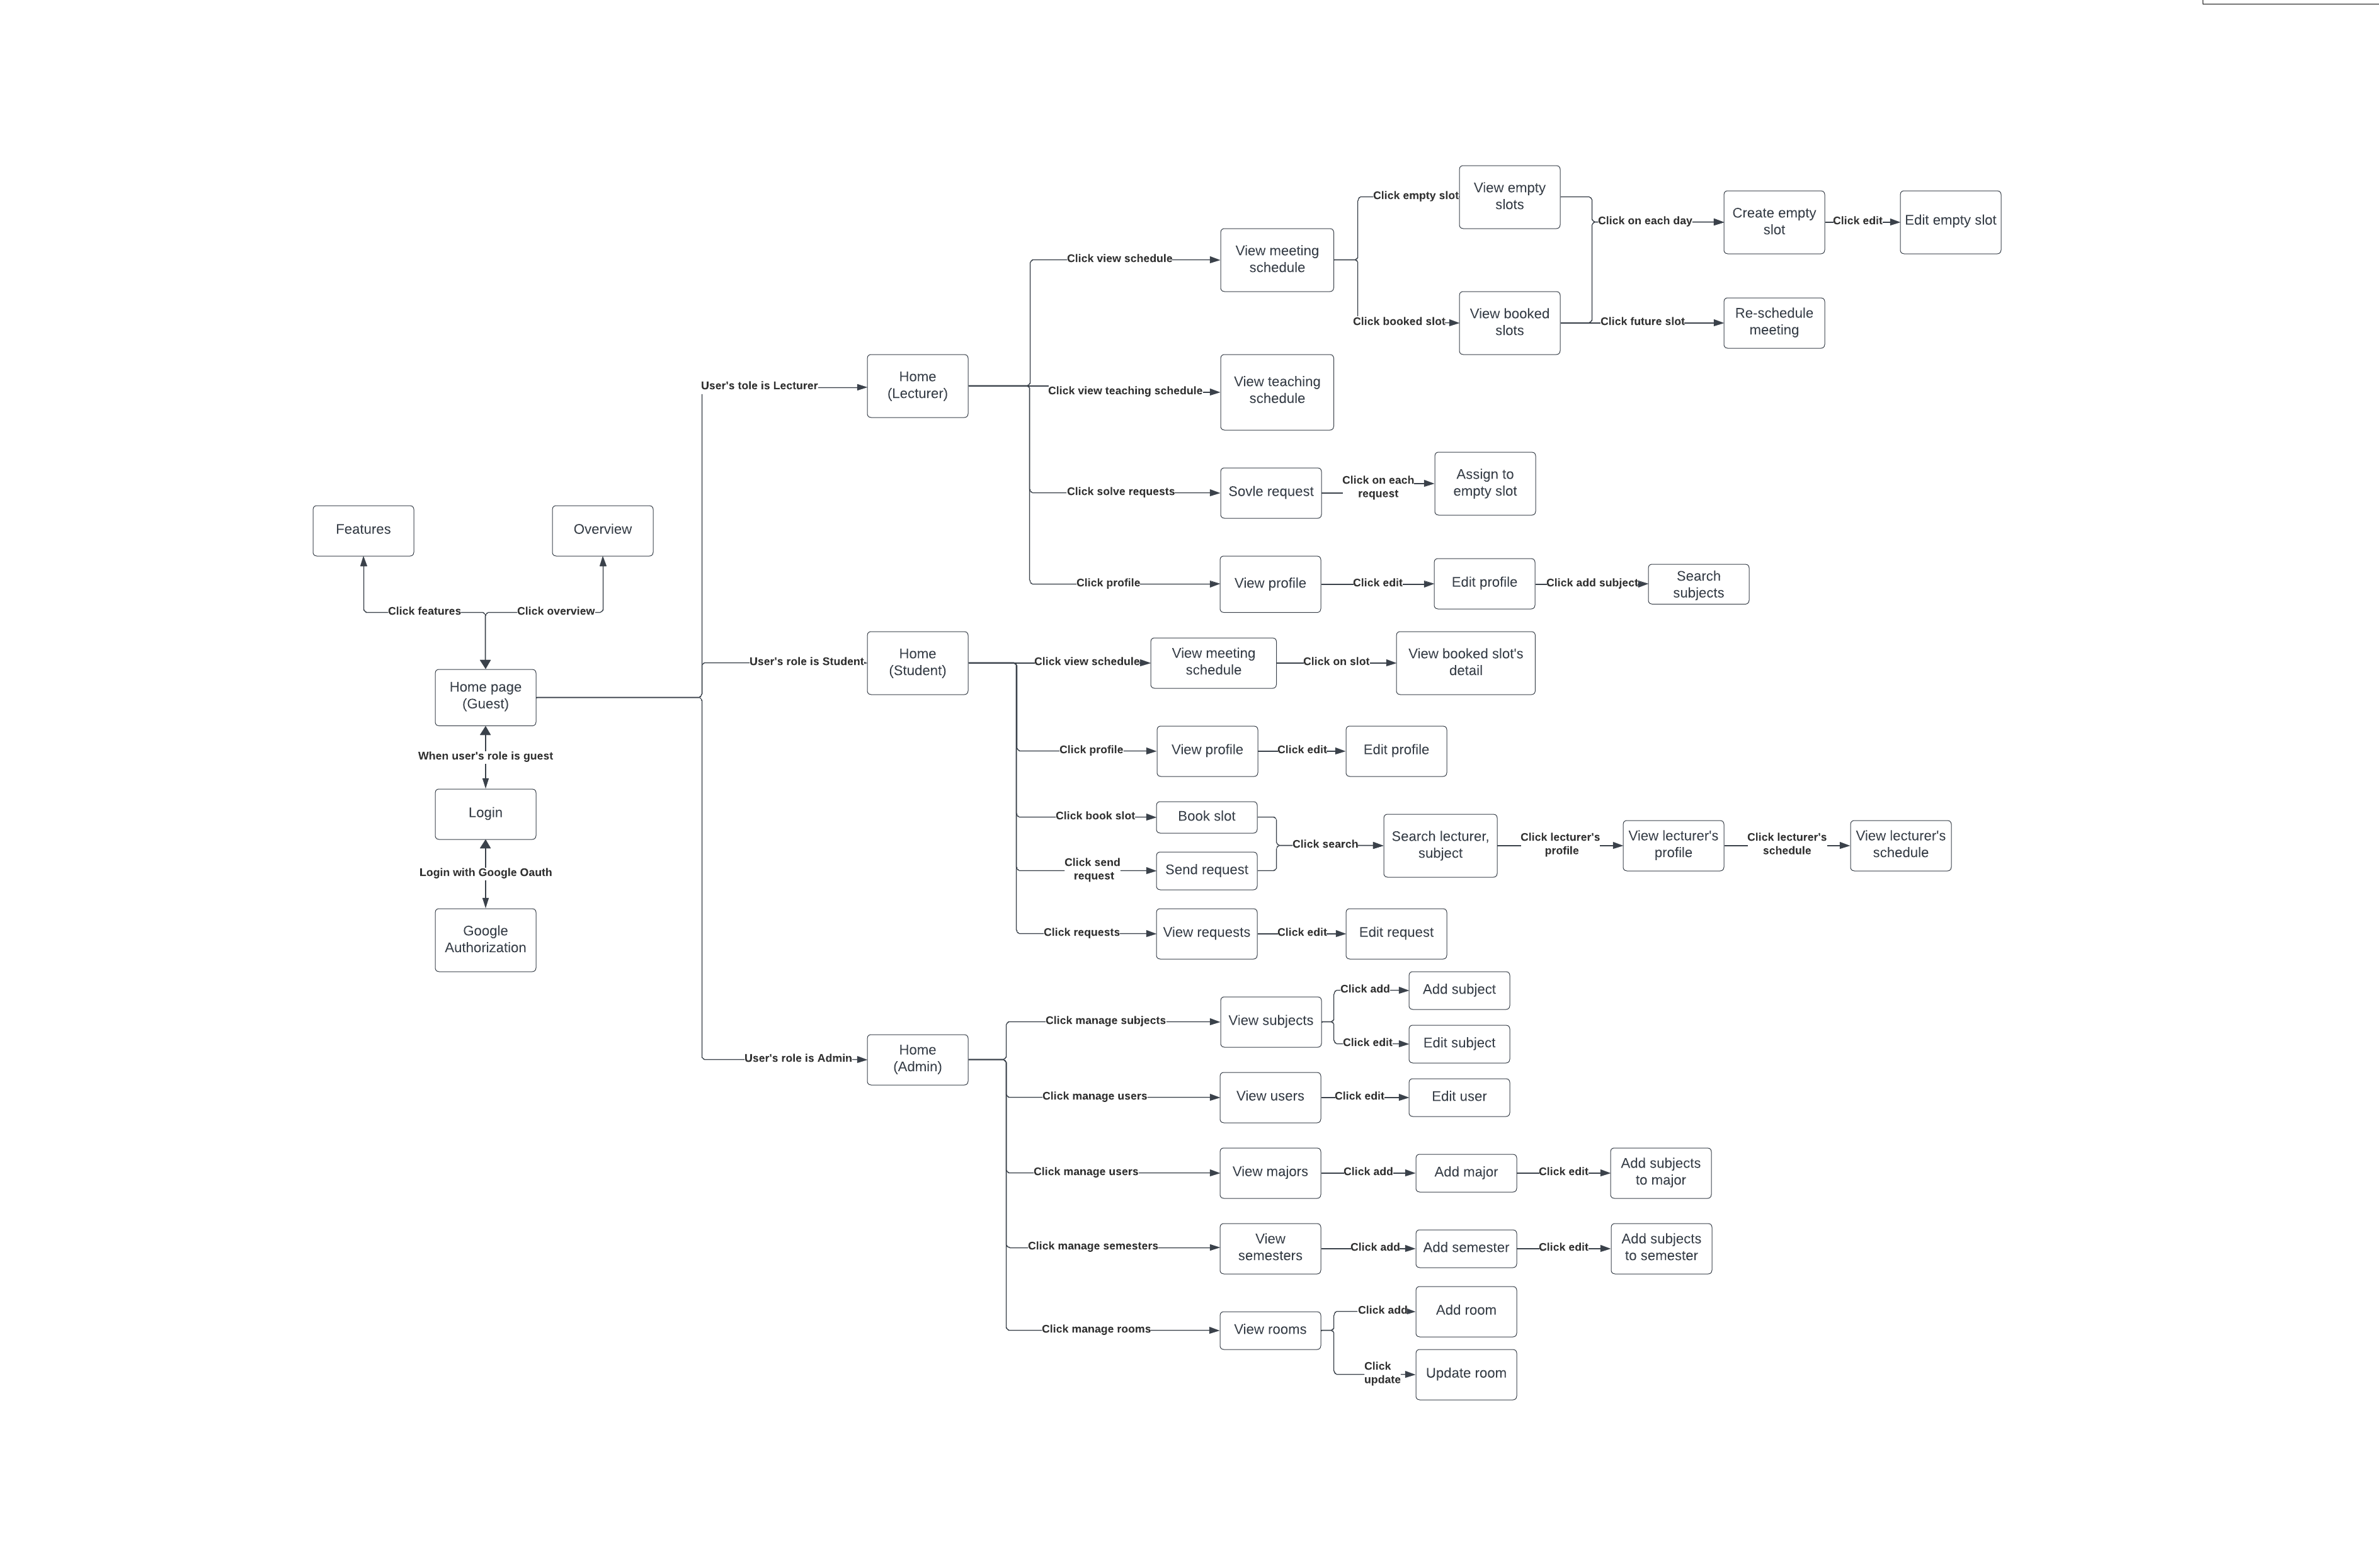 View empty
slots
Click empty slot
Click on each day
Create empty
slot
Click edit
Edit empty slot
Click view schedule
View meeting
schedule
Click booked slot
View booked
slots
Click future slot
Re-schedule
meeting
User's tole is Lecturer
Home
(Lecturer)
Click view teaching schedule
View teaching
schedule
Click solve requests
Sovle request
Click on each
request
Assign to
empty slot
Click profile
View profile
Click edit
Edit profile
Click add subject
Search
subjects
Features
Overview
Click features
Click overview
Home page
(Guest)
When user's role is guest
Login
Login with Google Oauth
Google
Authorization
User's role is Student
Home
(Student)
Click view schedule
View meeting
schedule
Click on slot
View booked slot's
detail
Click profile
View profile
Click edit
Edit profile
Click book slot
Book slot
Click send
request
Send request
Click search
Search lecturer,
subject
Click lecturer's
profile
View lecturer's
profile
Click lecturer's
schedule
View lecturer's
schedule
Click requests
View requests
Click edit
Edit request
User's role is Admin
Home
(Admin)
Click manage subjects
View subjects
Click add
Add subject
Click edit
Edit subject
Click manage users
View users
Click edit
Edit user
Click manage users
View majors
Click add
Add major
Click edit
Add subjects
to major
Click manage semesters
View
semesters
Click add
Add semester
Click edit
Add subjects
to semester
Click manage rooms
View rooms
Click add
Add room
Click
update
Update room